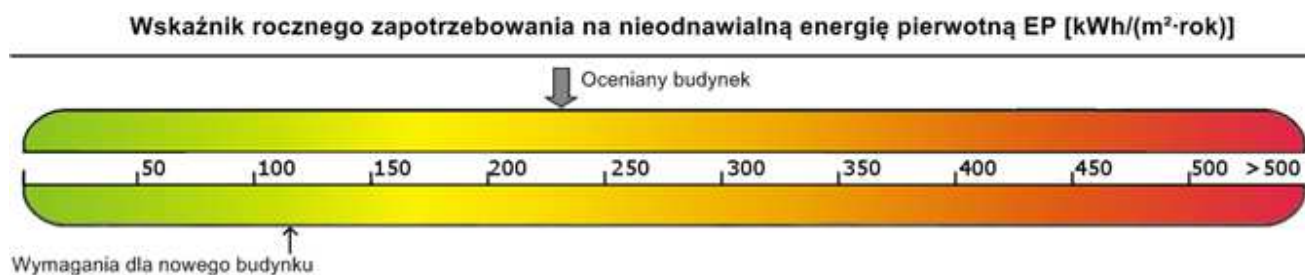 Wskaźnik rocznego zapotrzebowania na nieodnawialną energię pierwotną EP [kWh/(m²·rok)]
Oceniany budynek
50 100 150 200 250 300 350 400 450 500 > 500
Wymagania dla nowego budynku